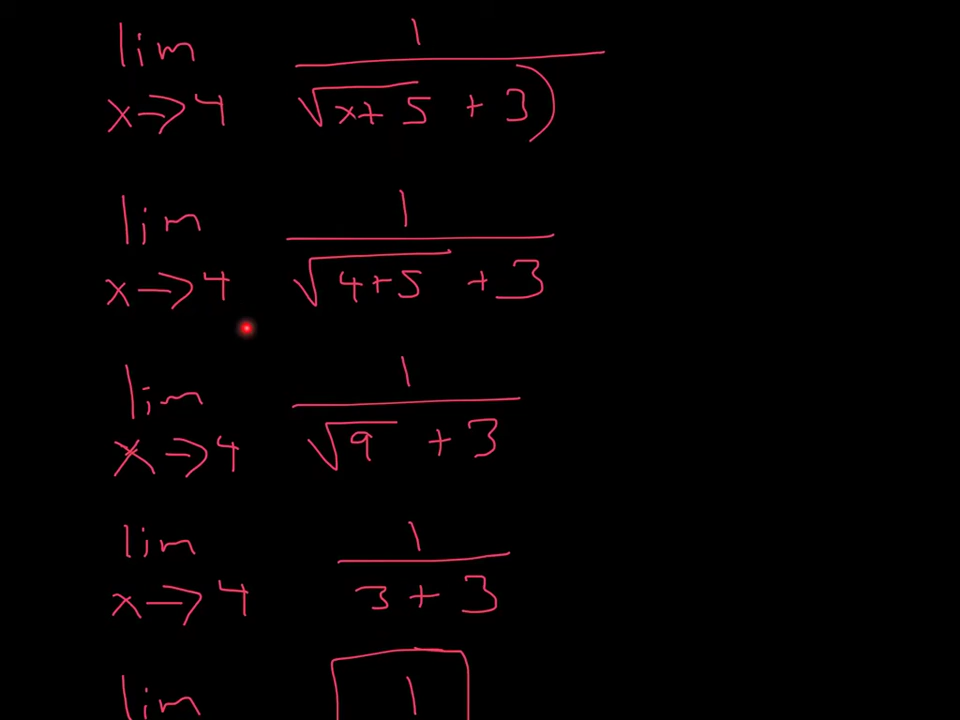 lim x→4 1/(√(x+5) + 3)
lim x→4 1/(√(4+5) + 3)
lim x→4 1/(√9 + 3)
lim x→4 1/(3 + 3)
lim 1